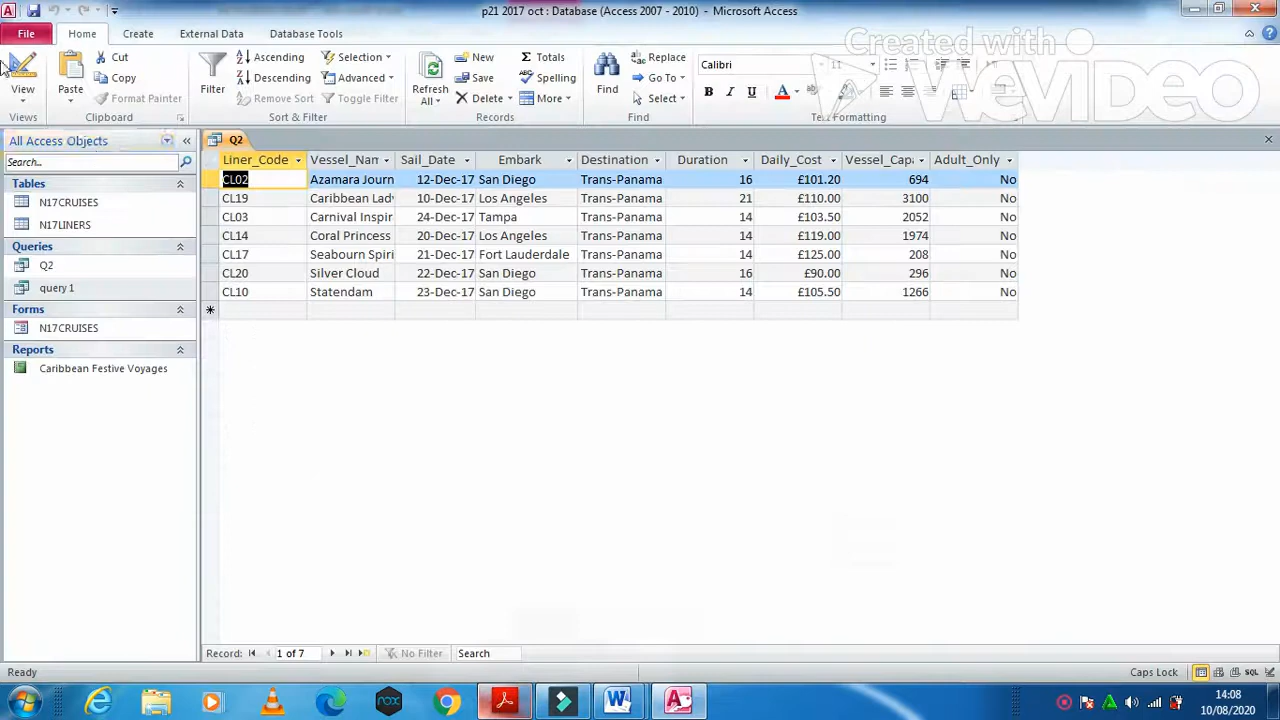 p21 2017 oct : Database (Access 2007 - 2010) - Microsoft Access
File Home Create External Data Database Tools
Created with
WeVideo
View
Paste
Cut
Copy
Format Painter
Filter
Ascending
Descending
Remove Sort
Selection
Advanced
Toggle Filter
Refresh
All
New
Save
Delete
Totals
Spelling
More
Find
Replace
Go To
Select
Calibri
11
B I U A
Views Clipboard Sort & Filter Records Find Text Formatting
All Access Objects
Search..
Tables
N17CRUISES
N17LINERS
Queries
Q2
query 1
Forms
N17CRUISES
Reports
Caribbean Festive Voyages
Q2
Liner_Code Vessel_Nam Sail_Date Embark Destination Duration Daily_Cost Vessel_Capa Adult_Only
CL02 Azamara Journ 12-Dec-17 San Diego Trans-Panama 16 £101.20 694 No
CL19 Caribbean Lady 10-Dec-17 Los Angeles Trans-Panama 21 £110.00 3100 No
CL03 Carnival Inspir 24-Dec-17 Tampa Trans-Panama 14 £103.50 2052 No
CL14 Coral Princess 20-Dec-17 Los Angeles Trans-Panama 14 £119.00 1974 No
CL17 Seabourn Spiri 21-Dec-17 Fort Lauderdale Trans-Panama 14 £125.00 208 No
CL20 Silver Cloud 22-Dec-17 San Diego Trans-Panama 16 £90.00 296 No
CL10 Statendam 23-Dec-17 San Diego Trans-Panama 14 £105.50 1266 No
Record: 1 of 7 No Filter Search
Ready Caps Lock SQL
14:08
10/08/2020